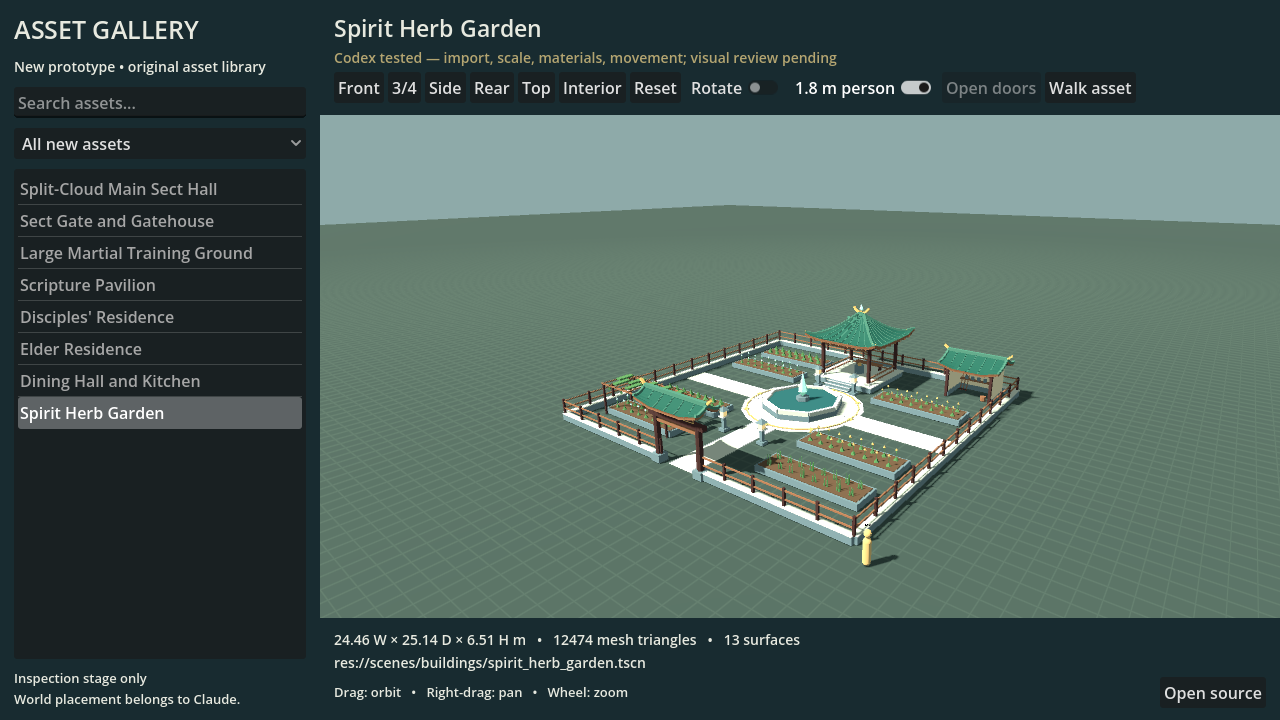 ASSET GALLERY
New prototype • original asset library
Search assets...
All new assets
Split-Cloud Main Sect Hall
Sect Gate and Gatehouse
Large Martial Training Ground
Scripture Pavilion
Disciples' Residence
Elder Residence
Dining Hall and Kitchen
Spirit Herb Garden
Inspection stage only
World placement belongs to Claude.
Spirit Herb Garden
Codex tested — import, scale, materials, movement; visual review pending
Front 3/4 Side Rear Top Interior Reset Rotate 1.8 m person Open doors Walk asset
24.46 W × 25.14 D × 6.51 H m • 12474 mesh triangles • 13 surfaces
res://scenes/buildings/spirit_herb_garden.tscn
Drag: orbit • Right-drag: pan • Wheel: zoom
Open source